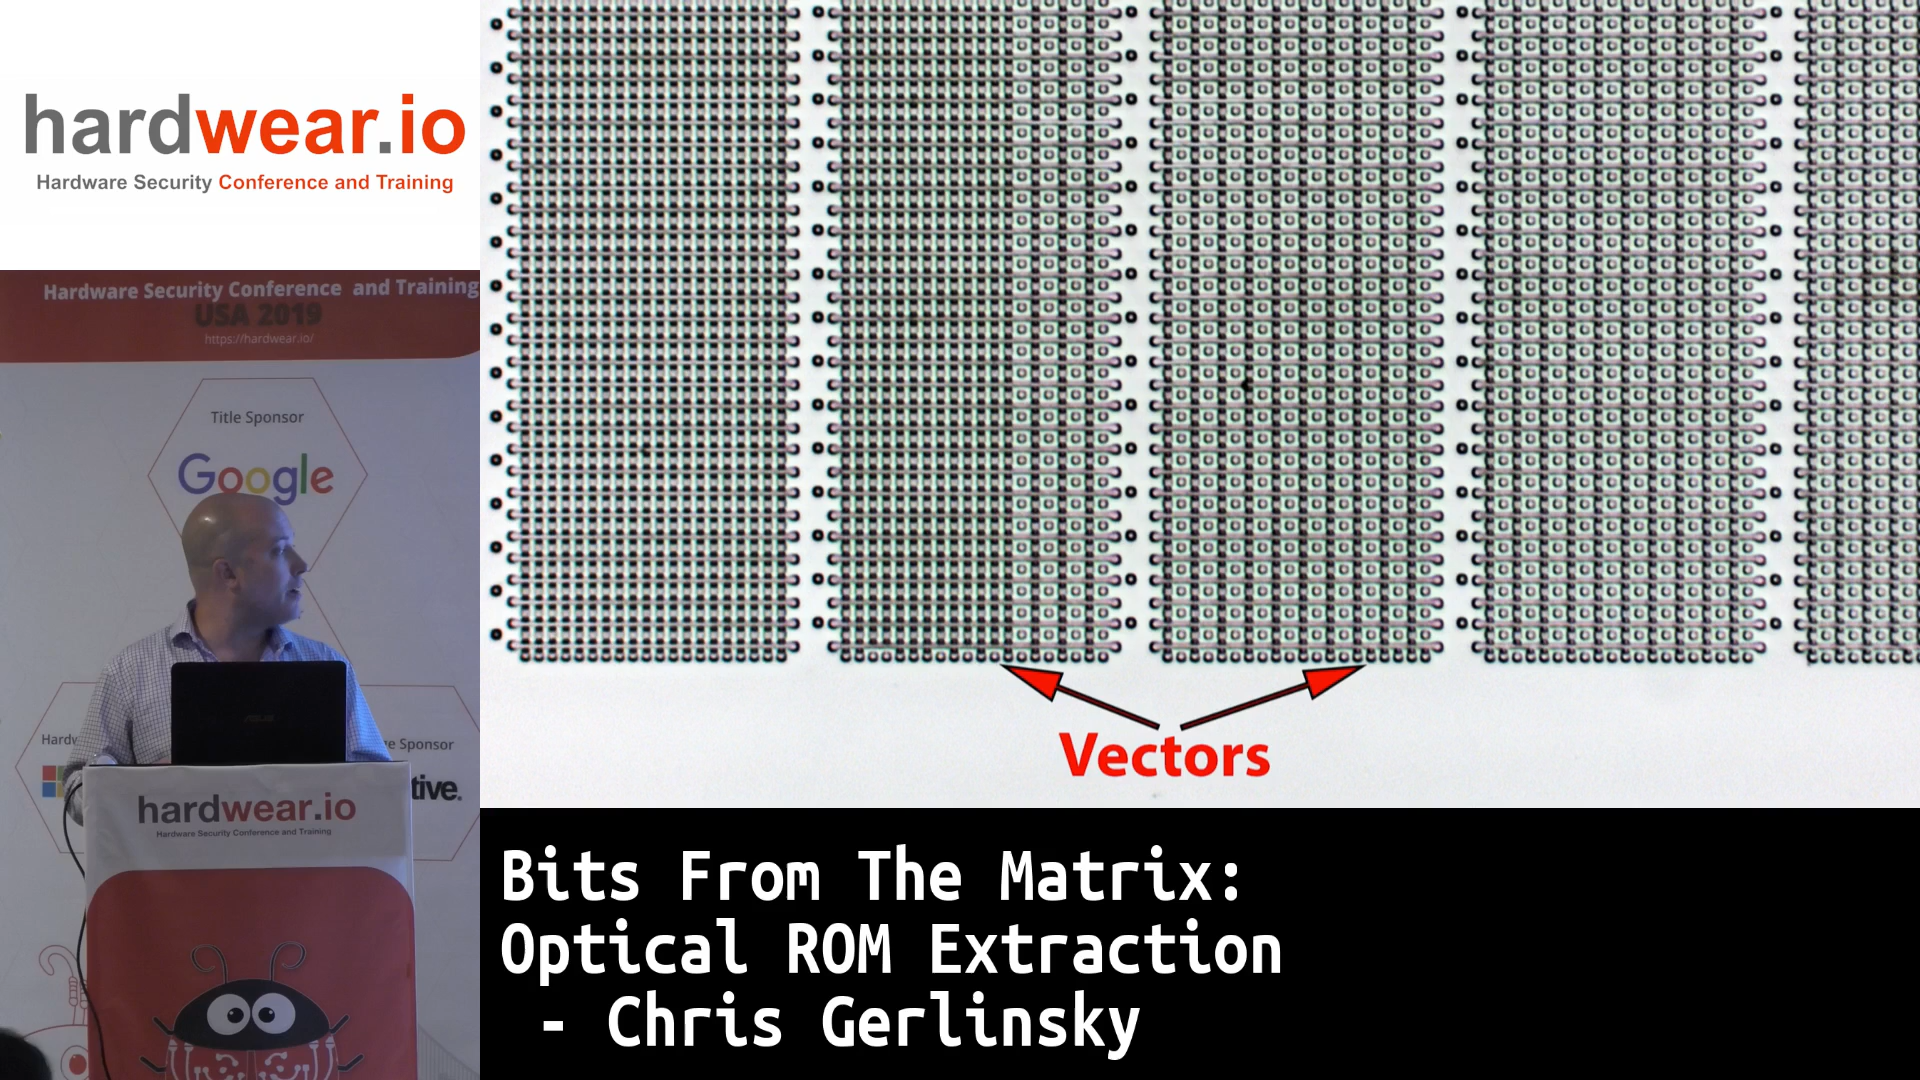 hardwear.io
Hardware Security Conference and Training
Hardware Security Conference and Training
USA 2019
https://hardwear.io/
Title Sponsor
Google
Sponsor
tive.
ASUS
hardwear.io
Hardware Security Conference and Training
Vectors
Bits From The Matrix:
Optical ROM Extraction
- Chris Gerlinsky